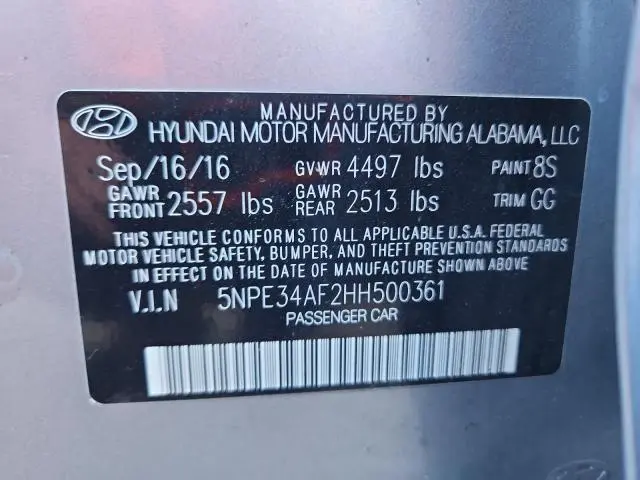 MANUFACTURED BY
HYUNDAI MOTOR MANUFACTURING ALABAMA, LLC
Sep/16/16 GVWR 4497 lbs PAINT 8S
GAWR FRONT 2557 lbs GAWR REAR 2513 lbs TRIM GG
THIS VEHICLE CONFORMS TO ALL APPLICABLE U.S.A. FEDERAL
MOTOR VEHICLE SAFETY, BUMPER, AND THEFT PREVENTION STANDARDS
IN EFFECT ON THE DATE OF MANUFACTURE SHOWN ABOVE.
V.I.N 5NPE34AF2HH500361
PASSENGER CAR